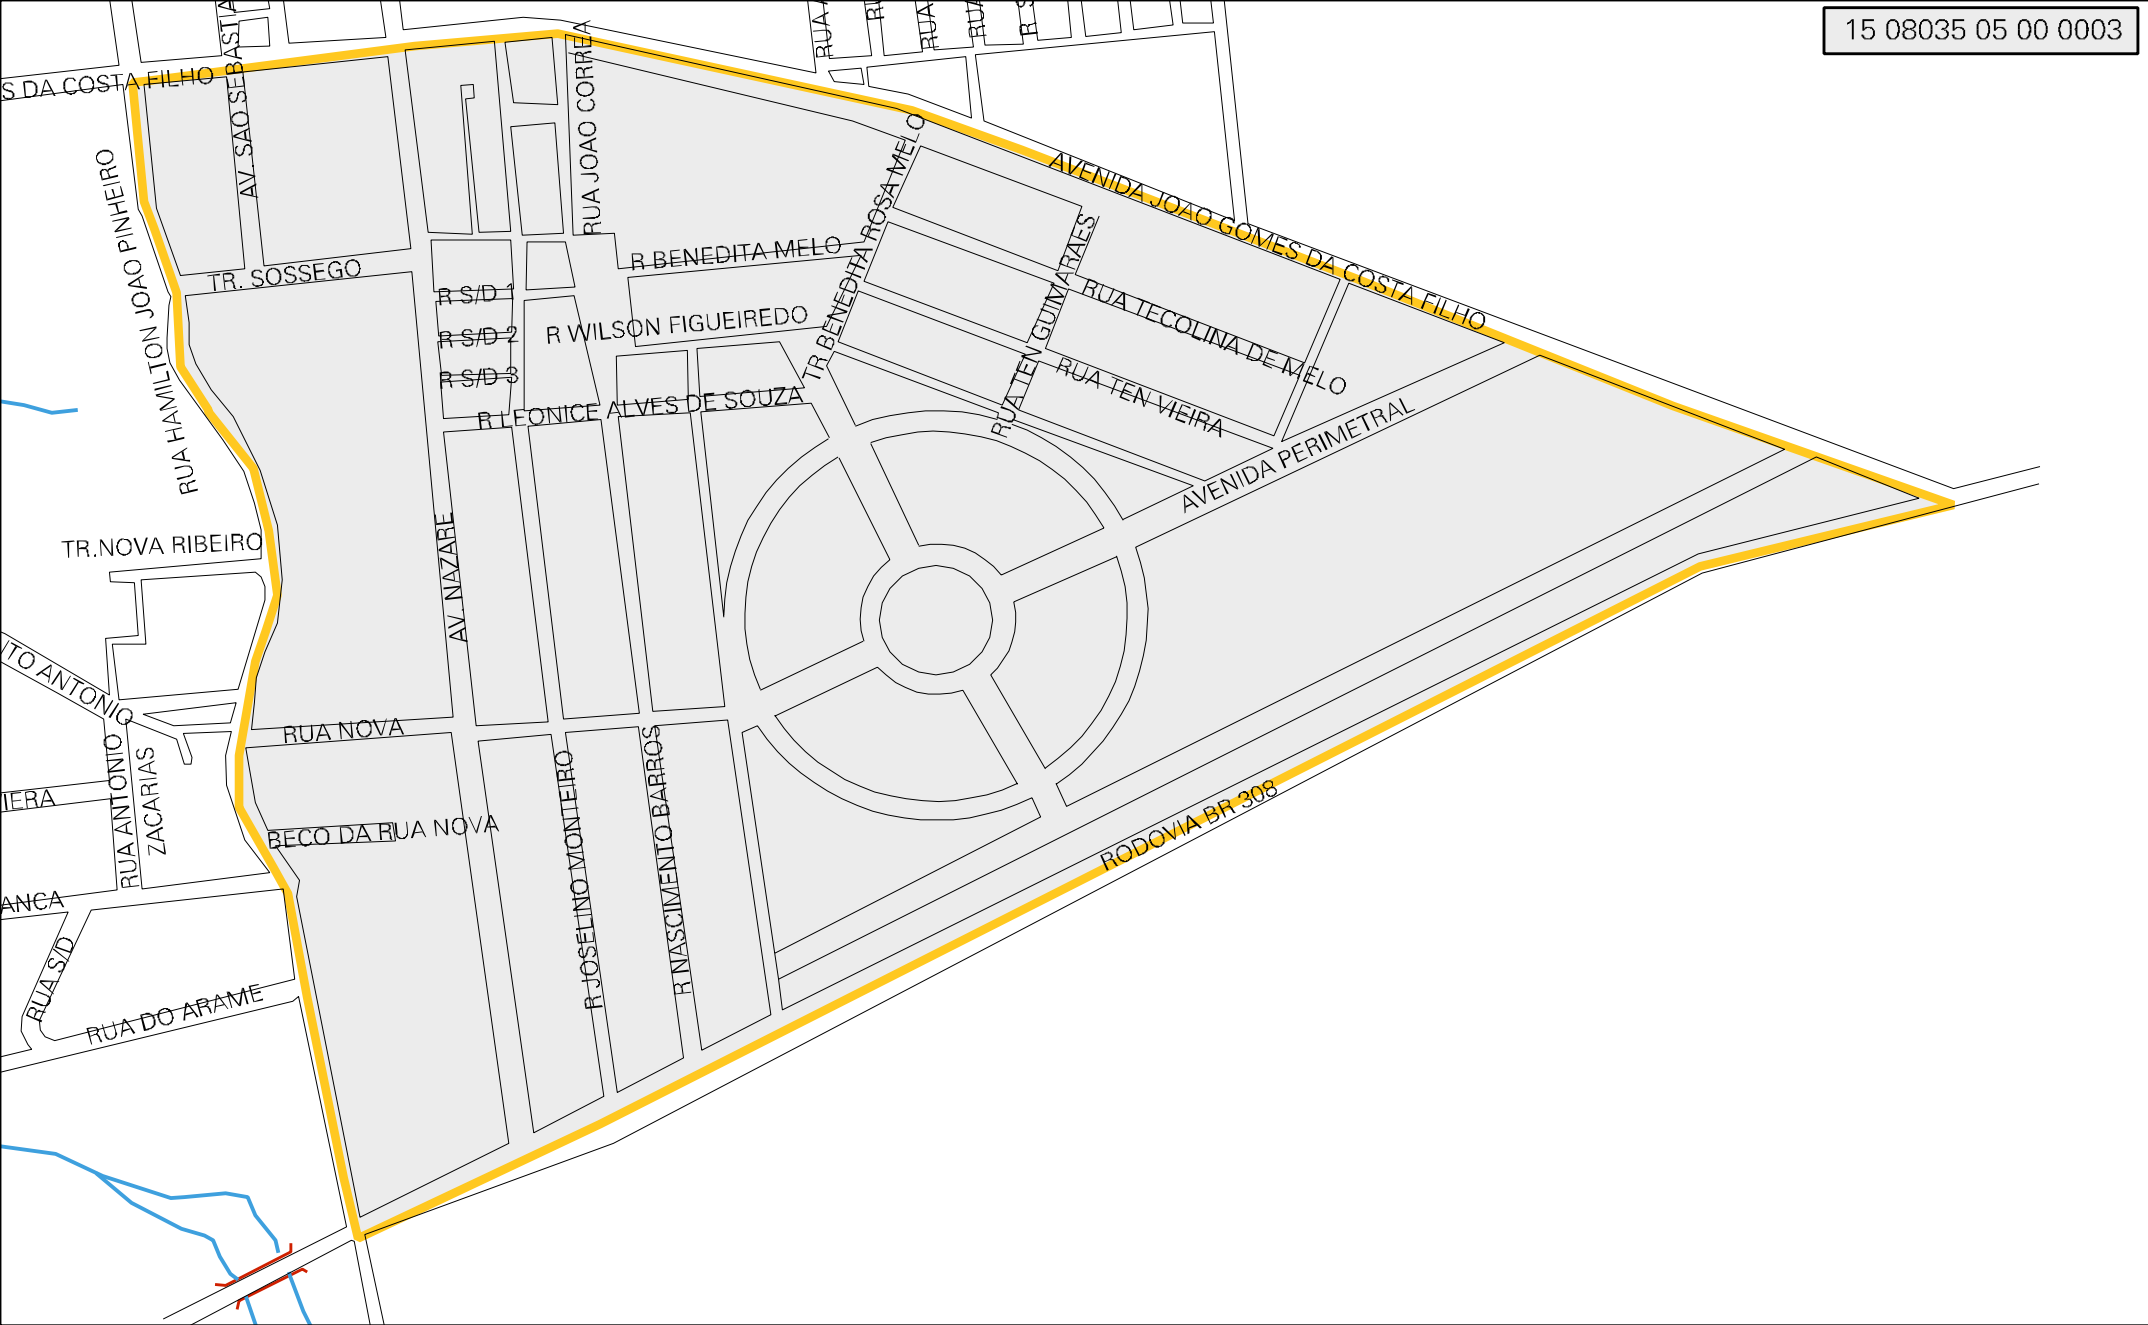 15 08035 05 00 0003
S DA COSTA FILHO
AV. SAO SEBASTIA
RUA JOAO CORREA
RUA
RUA
RUA
R S
AVENIDA JOAO GOMES DA COSTA FILHO
RUA HAMILTON JOAO PINHEIRO
TR. SOSSEGO
R BENEDITA MELO
TR BENEDITA ROSA MELO
R S/D 1
R S/D 2
R S/D 3
R WILSON FIGUEIREDO
R LEONICE ALVES DE SOUZA
RUA TEN GUIMARAES
RUA TECOLINA DE MELO
RUA TEN VIEIRA
AVENIDA PERIMETRAL
TR.NOVA RIBEIRO
AV. NAZARE
TO ANTONIO
RUA NOVA
RUA ANTONIO
ZACARIAS
IERA
BECO DA RUA NOVA
R JOSELINO MONTEIRO
R NASCIMENTO BARROS
RODOVIA BR 308
ANCA
RUA S/D
RUA DO ARAME